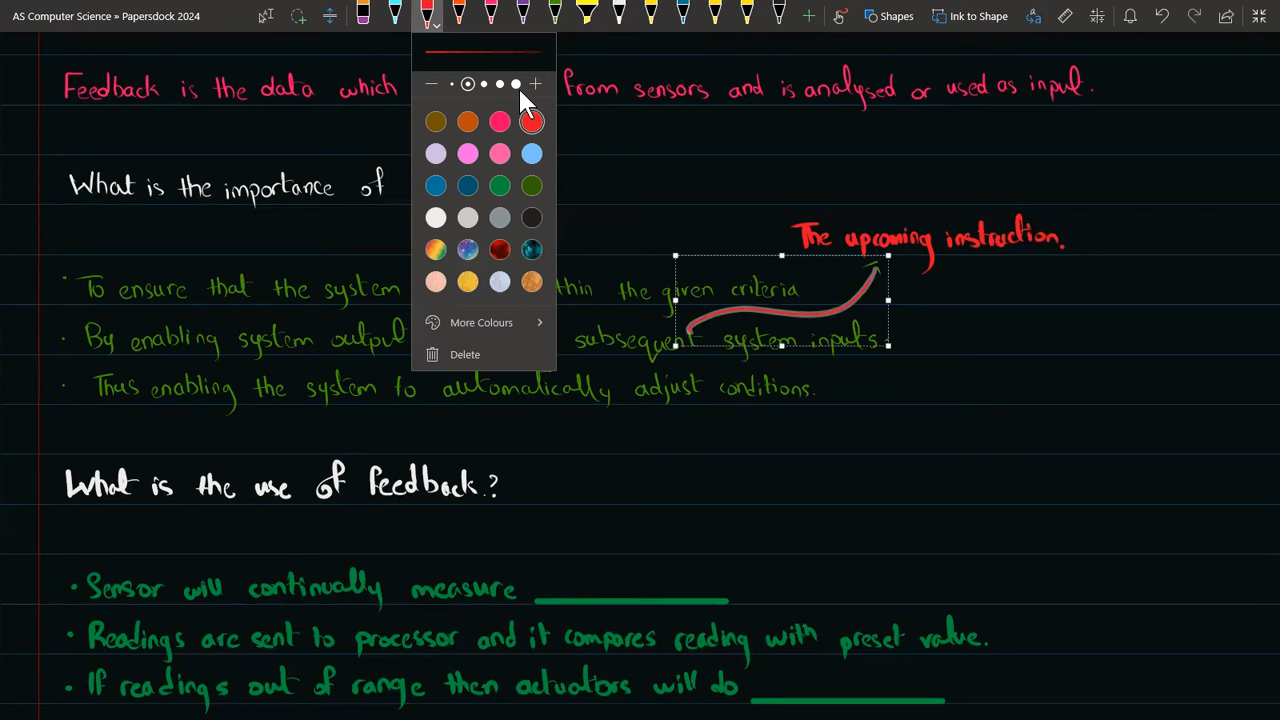 AS Computer Science » Papersdock 2024
Shapes
Ink to Shape
Feedback is the data which from sensors and is analysed or used as input.
What is the importance of
The upcoming instruction.
· To ensure that the system the given criteria
· By enabling system output subsequent system inputs.
· Thus enabling the system to automatically adjust conditions.
More Colours
Delete
What is the use of feedback?
· Sensor will continually measure
· Readings are sent to processor and it compares reading with preset value.
· If readings out of range then actuators will do